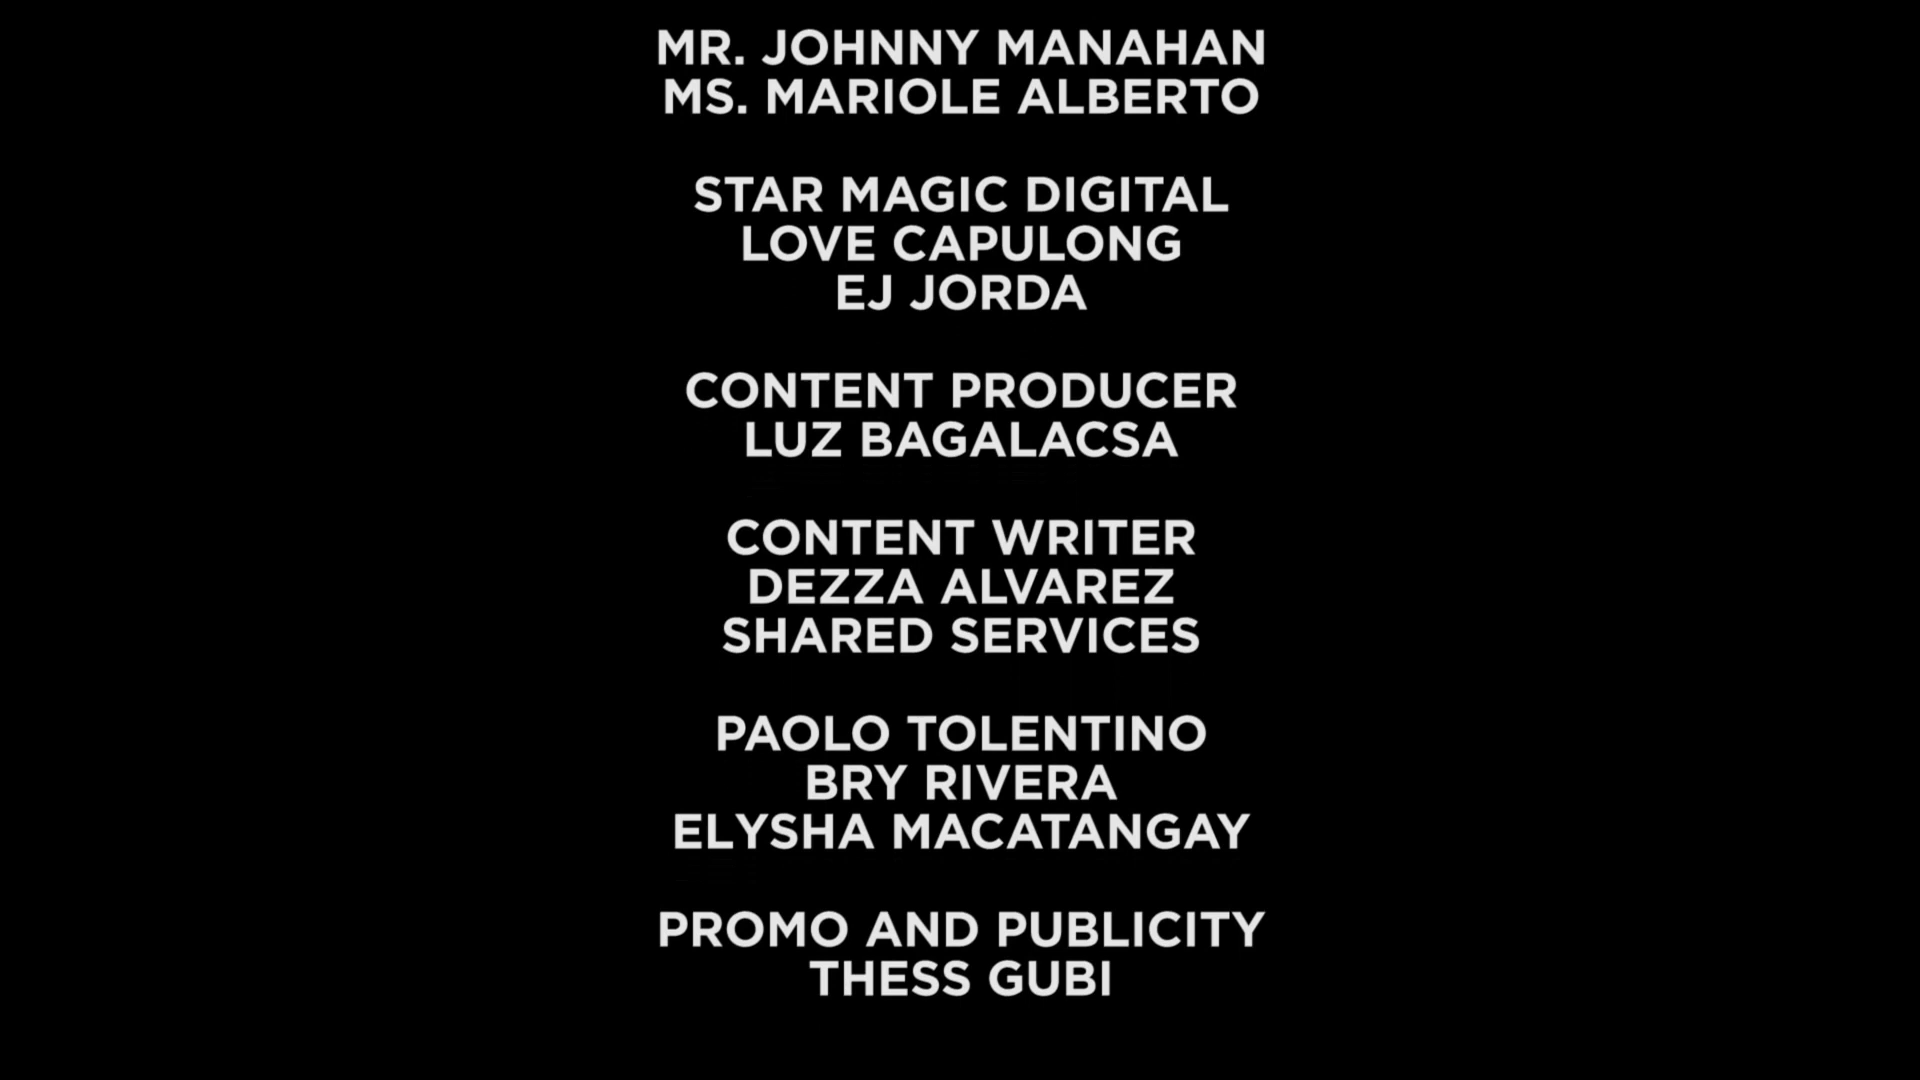 MR. JOHNNY MANAHAN
MS. MARIOLE ALBERTO
STAR MAGIC DIGITAL
LOVE CAPULONG
EJ JORDA
CONTENT PRODUCER
LUZ BAGALACSA
CONTENT WRITER
DEZZA ALVAREZ
SHARED SERVICES
PAOLO TOLENTINO
BRY RIVERA
ELYSHA MACATANGAY
PROMO AND PUBLICITY
THESS GUBI